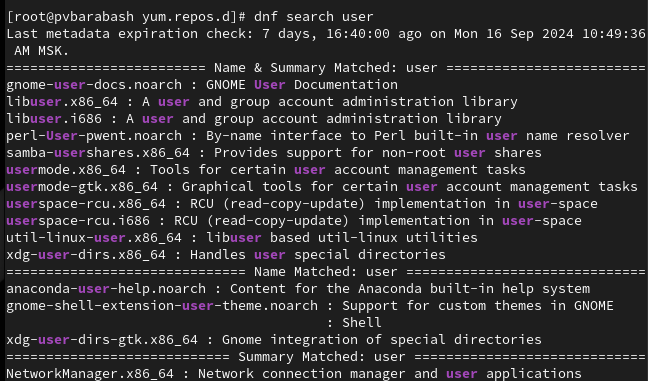 [root@pvbarabash yum.repos.d]# dnf search user
Last metadata expiration check: 7 days, 16:40:00 ago on Mon 16 Sep 2024 10:49:36
 AM MSK.
========================= Name & Summary Matched: user =========================
gnome-user-docs.noarch : GNOME User Documentation
libuser.x86_64 : A user and group account administration library
libuser.i686 : A user and group account administration library
perl-User-pwent.noarch : By-name interface to Perl built-in user name resolver
samba-usershares.x86_64 : Provides support for non-root user shares
usermode.x86_64 : Tools for certain user account management tasks
usermode-gtk.x86_64 : Graphical tools for certain user account management tasks
userspace-rcu.x86_64 : RCU (read-copy-update) implementation in user-space
userspace-rcu.i686 : RCU (read-copy-update) implementation in user-space
util-linux-user.x86_64 : libuser based util-linux utilities
xdg-user-dirs.x86_64 : Handles user special directories
============================== Name Matched: user ==============================
anaconda-user-help.noarch : Content for the Anaconda built-in help system
gnome-shell-extension-user-theme.noarch : Support for custom themes in GNOME
                                        : Shell
xdg-user-dirs-gtk.x86_64 : Gnome integration of special directories
============================ Summary Matched: user =============================
NetworkManager.x86_64 : Network connection manager and user applications